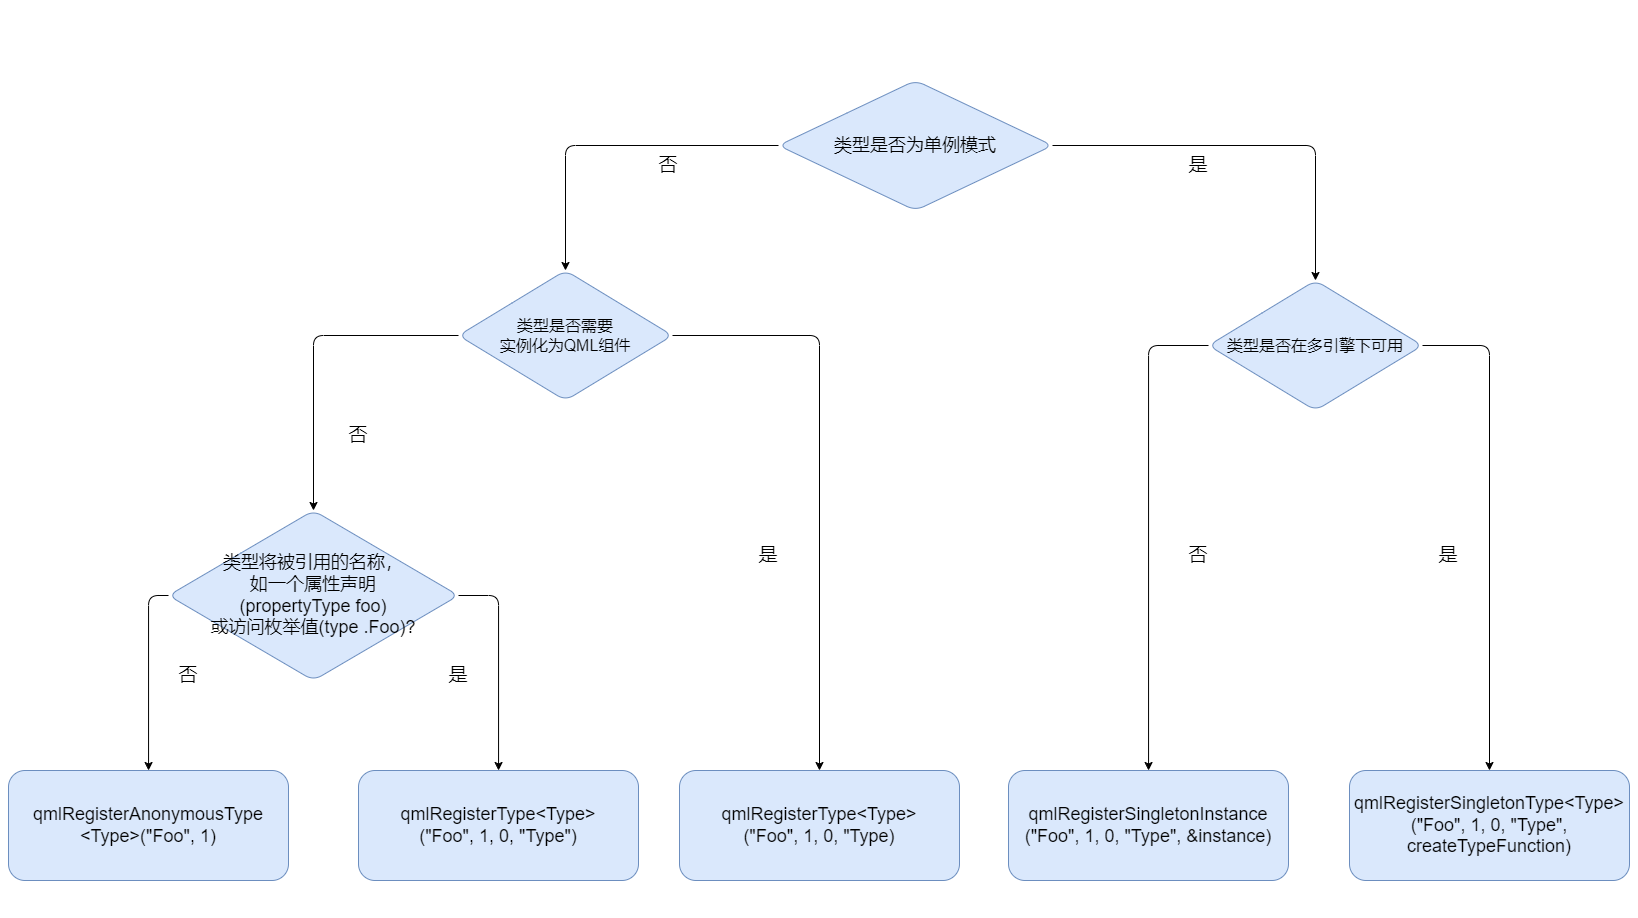 类型是否为单例模式
否
是
类型是否需要
实例化为QML组件
类型是否在多引擎下可用
否
是
否
是
类型将被引用的名称，
如一个属性声明
(propertyType foo)
或访问枚举值(type .Foo)?
否
是
qmlRegisterAnonymousType
<Type>("Foo", 1)
qmlRegisterType<Type>
("Foo", 1, 0, "Type")
qmlRegisterType<Type>
("Foo", 1, 0, "Type)
qmlRegisterSingletonInstance
("Foo", 1, 0, "Type", &instance)
qmlRegisterSingletonType<Type>
("Foo", 1, 0, "Type",
createTypeFunction)